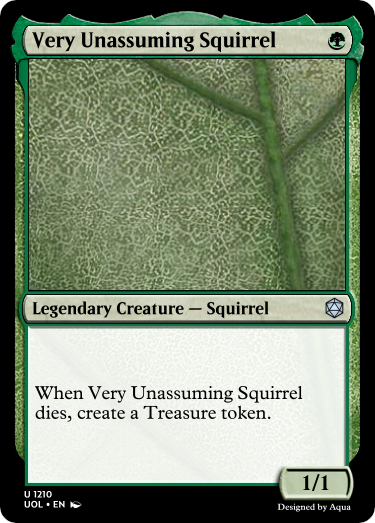 Very Unassuming Squirrel
Legendary Creature — Squirrel
When Very Unassuming Squirrel
dies, create a Treasure token.
1/1
U 1210
UOL • EN
Designed by Aqua